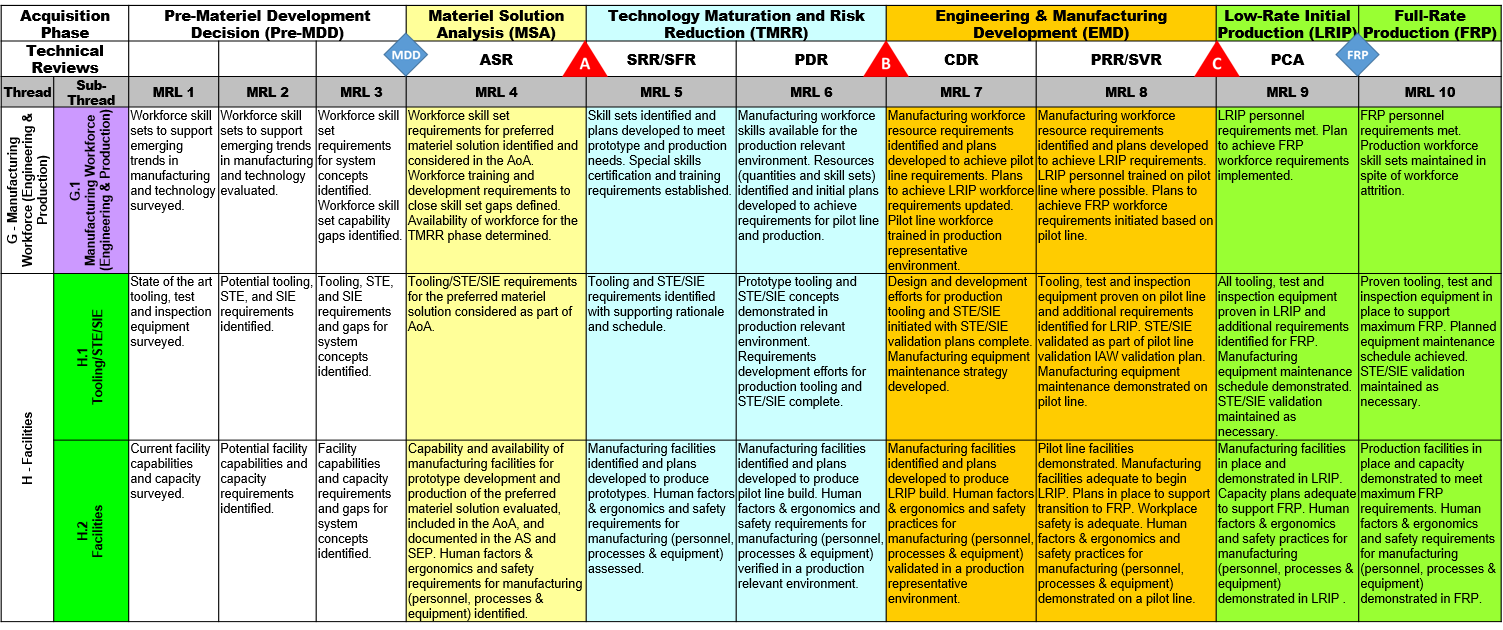 Acquisition
Phase
Pre-Materiel Development
Decision (Pre-MDD)
Materiel Solution
Analysis (MSA)
Technology Maturation and Risk
Reduction (TMRR)
Engineering & Manufacturing
Development (EMD)
Low-Rate Initial
Production (LRIP)
Full-Rate
Production (FRP)
Technical
Reviews
MDD
ASR
A
SRR/SFR
PDR
B
CDR
PRR/SVR
C
PCA
FRP
Thread
Sub-
Thread
MRL 1
MRL 2
MRL 3
MRL 4
MRL 5
MRL 6
MRL 7
MRL 8
MRL 9
MRL 10
G - Manufacturing
Workforce (Engineering &
Production)
G.1
Manufacturing Workforce
(Engineering & Production)
Workforce skill
sets to support
emerging
trends in
manufacturing
and technology
surveyed.
Workforce skill
sets to support
emerging trends
in manufacturing
and technology
evaluated.
Workforce skill
set
requirements
for system
concepts
identified.
Workforce skill
set capability
gaps identified.
Workforce skill set
requirements for preferred
materiel solution identified and
considered in the AoA.
Workforce training and
development requirements to
close skill set gaps defined.
Availability of workforce for the
TMRR phase determined.
Skill sets identified and
plans developed to meet
prototype and production
needs. Special skills
certification and training
requirements established.
Manufacturing workforce
skills available for the
production relevant
environment. Resources
(quantities and skill sets)
identified and initial plans
developed to achieve
requirements for pilot line
and production.
Manufacturing workforce
resource requirements
identified and plans
developed to achieve pilot
line requirements. Plans
to achieve LRIP workforce
requirements updated.
Pilot line workforce
trained in production
representative
environment.
Manufacturing workforce
resource requirements
identified and plans developed
to achieve LRIP requirements.
LRIP personnel trained on pilot
line where possible. Plans to
achieve FRP workforce
requirements initiated based on
pilot line.
LRIP personnel
requirements met. Plan
to achieve FRP
workforce requirements
implemented.
FRP personnel
requirements met.
Production workforce
skill sets maintained in
spite of workforce
attrition.
H - Facilities
H.1
Tooling/STE/SIE
State of the art
tooling, test
and inspection
equipment
surveyed.
Potential tooling,
STE, and SIE
requirements
identified.
Tooling, STE,
and SIE
requirements
and gaps for
system
concepts
identified.
Tooling/STE/SIE requirements
for the preferred materiel
solution considered as part of
AoA.
Tooling and STE/SIE
requirements identified
with supporting rationale
and schedule.
Prototype tooling and
STE/SIE concepts
demonstrated in
production relevant
environment.
Requirements
development efforts for
production tooling and
STE/SIE complete.
Design and development
efforts for production
tooling and STE/SIE
initiated with STE/SIE
validation plans complete.
Manufacturing equipment
maintenance strategy
developed.
Tooling, test and inspection
equipment proven on pilot line
and additional requirements
identified for LRIP. STE/SIE
validated as part of pilot line
validation IAW validation plan.
Manufacturing equipment
maintenance demonstrated on
pilot line.
All tooling, test and
inspection equipment
proven in LRIP and
additional requirements
identified for FRP.
Manufacturing
equipment maintenance
schedule demonstrated.
STE/SIE validation
maintained as
necessary.
Proven tooling, test and
inspection equipment in
place to support
maximum FRP. Planned
equipment maintenance
schedule achieved.
STE/SIE validation
maintained as
necessary.
H.2
Facilities
Current facility
capabilities
and capacity
surveyed.
Potential facility
capabilities and
capacity
requirements
identified.
Facility
capabilities
and capacity
requirements
and gaps for
system
concepts
identified.
Capability and availability of
manufacturing facilities for
prototype development and
production of the preferred
materiel solution evaluated,
included in the AoA, and
documented in the AS and
SEP. Human factors &
ergonomics and safety
requirements for manufacturing
(personnel, processes &
equipment) identified.
Manufacturing facilities
identified and plans
developed to produce
prototypes. Human factors
& ergonomics and safety
requirements for
manufacturing (personnel,
processes & equipment)
assessed.
Manufacturing facilities
identified and plans
developed to produce
pilot line build. Human
factors & ergonomics and
safety requirements for
manufacturing (personnel,
processes & equipment)
verified in a production
relevant environment.
Manufacturing facilities
identified and plans
developed to produce
LRIP build. Human factors
& ergonomics and safety
practices for
manufacturing (personnel,
processes & equipment)
validated in a production
representative
environment.
Pilot line facilities
demonstrated. Manufacturing
facilities adequate to begin
LRIP. Plans in place to support
transition to FRP. Workplace
safety is adequate. Human
factors & ergonomics and
safety practices for
manufacturing (personnel,
processes & equipment)
demonstrated on a pilot line.
Manufacturing facilities
in place and
demonstrated in LRIP.
Capacity plans adequate
to support FRP. Human
factors & ergonomics
and safety practices for
manufacturing
(personnel, processes &
equipment)
demonstrated in LRIP .
Production facilities in
place and capacity
demonstrated to meet
maximum FRP
requirements. Human
factors & ergonomics
and safety requirements
for manufacturing
(personnel, processes &
equipment)
demonstrated in FRP.